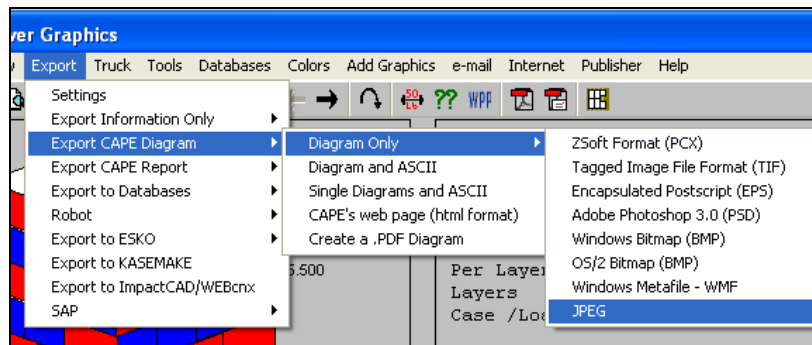 ver Graphics
Export Truck Tools Databases Colors Add Graphics e-mail Internet Publisher Help
50 Lb ?? WPP
Settings
Export Information Only
Export CAPE Diagram
Export CAPE Report
Export to Databases
Robot
Export to ESKO
Export to KASEMAKE
Export to ImpactCAD/WEBcnx
SAP
Diagram Only
Diagram and ASCII
Single Diagrams and ASCII
CAPE's web page (html format)
Create a .PDF Diagram
ZSoft Format (PCX)
Tagged Image File Format (TIF)
Encapsulated Postscript (EPS)
Adobe Photoshop 3.0 (PSD)
Windows Bitmap (BMP)
OS/2 Bitmap (BMP)
Windows Metafile - WMF
JPEG
5.500
Per Layer
Layers
Case /Loa